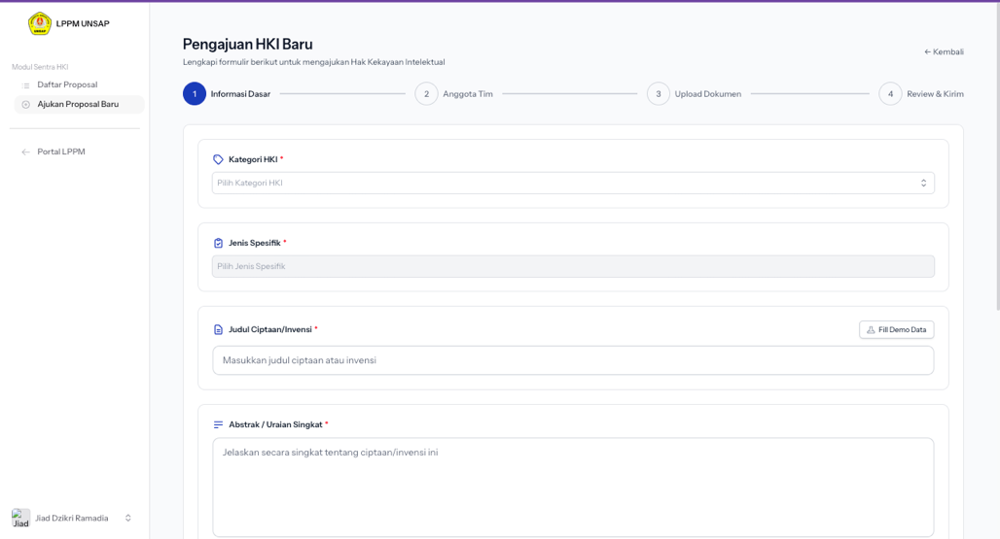 LPPM UNSAP
Modul Sentra HKI
Daftar Proposal
Ajukan Proposal Baru
Portal LPPM
Jiad
Jiad Dzikri Ramadia
Pengajuan HKI Baru
Lengkapi formulir berikut untuk mengajukan Hak Kekayaan Intelektual
← Kembali
1 Informasi Dasar
2 Anggota Tim
3 Upload Dokumen
4 Review & Kirim
Kategori HKI *
Pilih Kategori HKI
Jenis Spesifik *
Pilih Jenis Spesifik
Judul Ciptaan/Invensi *
Fill Demo Data
Masukkan judul ciptaan atau invensi
Abstrak / Uraian Singkat *
Jelaskan secara singkat tentang ciptaan/invensi ini